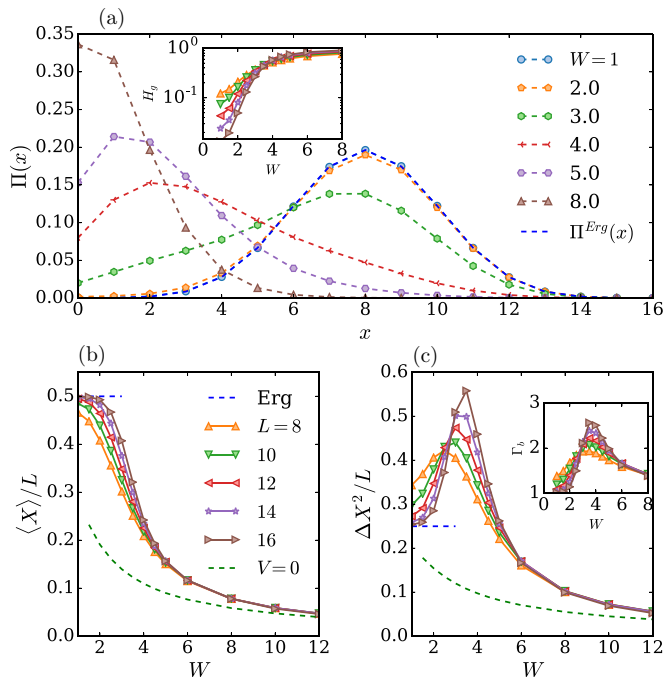 (a)
0.35
0.30
0.25
0.20
0.15
0.10
0.05
0.00
Π(x)
0 2 4 6 8 10 12 14 16
x
10⁰
10⁻¹
H_g
0 2 4 6 8
W
W=1
2.0
3.0
4.0
5.0
8.0
Π^{Erg}(x)
(b)
0.5
0.4
0.3
0.2
0.1
0.0
⟨X⟩/L
2 4 6 8 10 12
W
Erg
L=8
10
12
14
16
V=0
(c)
0.6
0.5
0.4
0.3
0.2
0.1
0.0
ΔX²/L
2 4 6 8 10 12
W
3
2
1
Γ_b
0 2 4 6 8
W